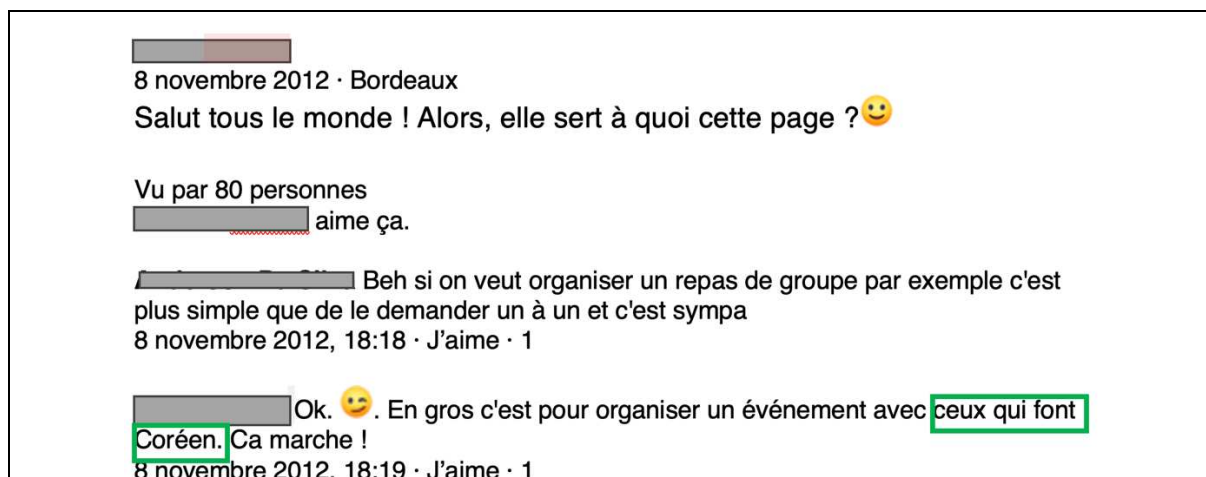 8 novembre 2012 · Bordeaux
Salut tous le monde ! Alors, elle sert à quoi cette page ?🙂
Vu par 80 personnes
aime ça.
Beh si on veut organiser un repas de groupe par exemple c'est
plus simple que de le demander un à un et c'est sympa
8 novembre 2012, 18:18 · J'aime · 1
Ok. 😉. En gros c'est pour organiser un événement avec ceux qui font
Coréen. Ca marche !
8 novembre 2012, 18:19 · J'aime · 1